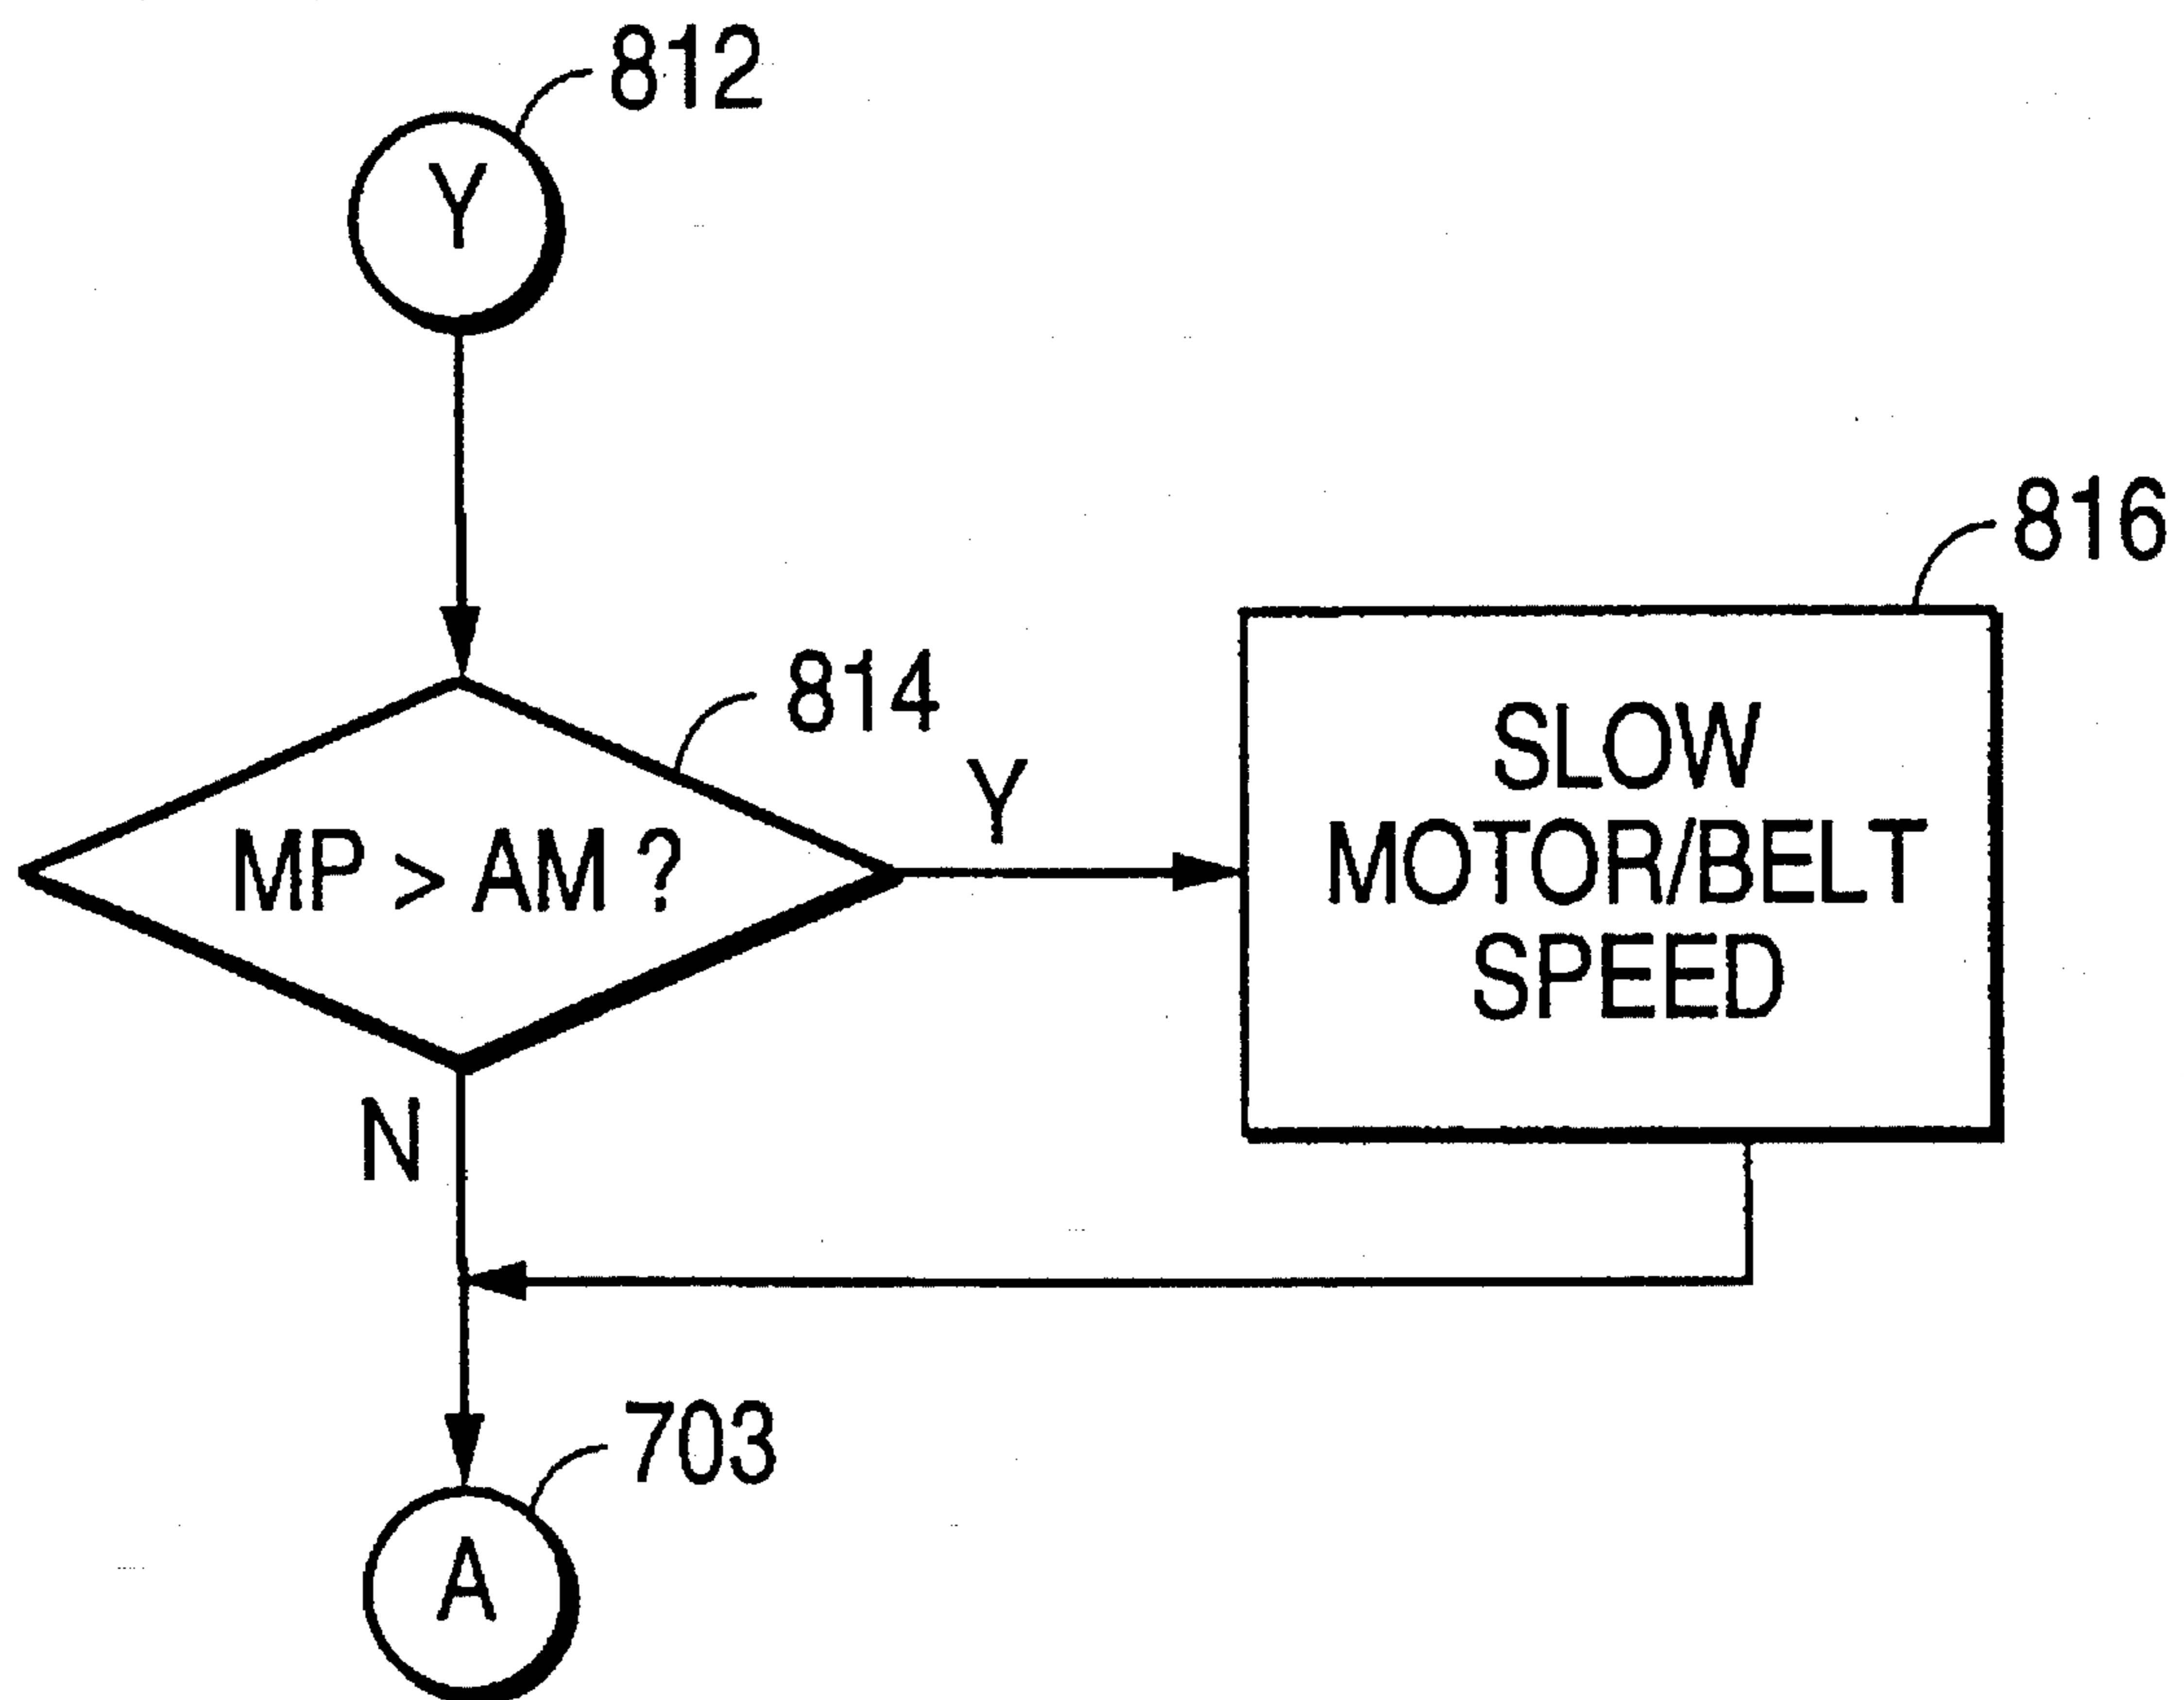 812
Y
816
814
Y
MP > AM ?
SLOW
MOTOR/BELT
SPEED
N
703
A